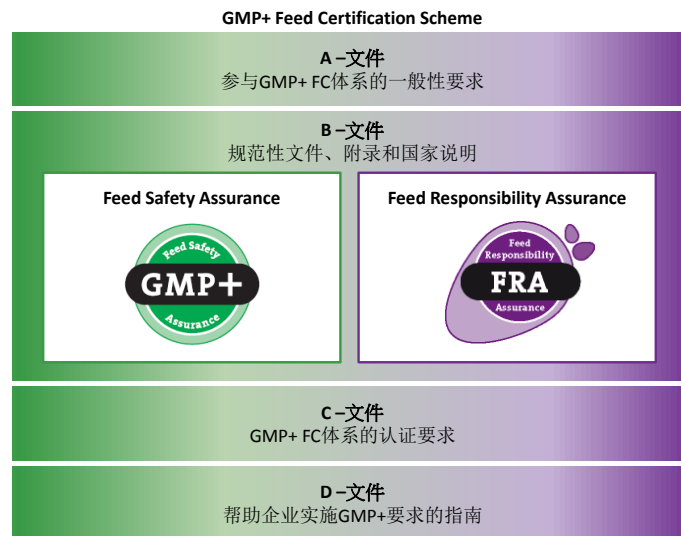 GMP+ Feed Certification Scheme
A –文件
参与GMP+ FC体系的一般性要求
B –文件
规范性文件、附录和国家说明
Feed Safety Assurance
Feed Safety
GMP+
Assurance
Feed Responsibility Assurance
Feed
Responsibility
FRA
Assurance
C –文件
GMP+ FC体系的认证要求
D –文件
帮助企业实施GMP+要求的指南